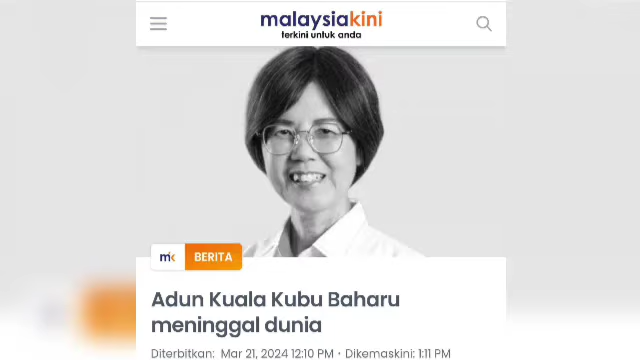 malaysiakini
terkini untuk anda
mk BERITA
Adun Kuala Kubu Baharu
meninggal dunia
Diterbitkan: Mar 21, 2024 12:10 PM · Dikemaskini: 1:11 PM